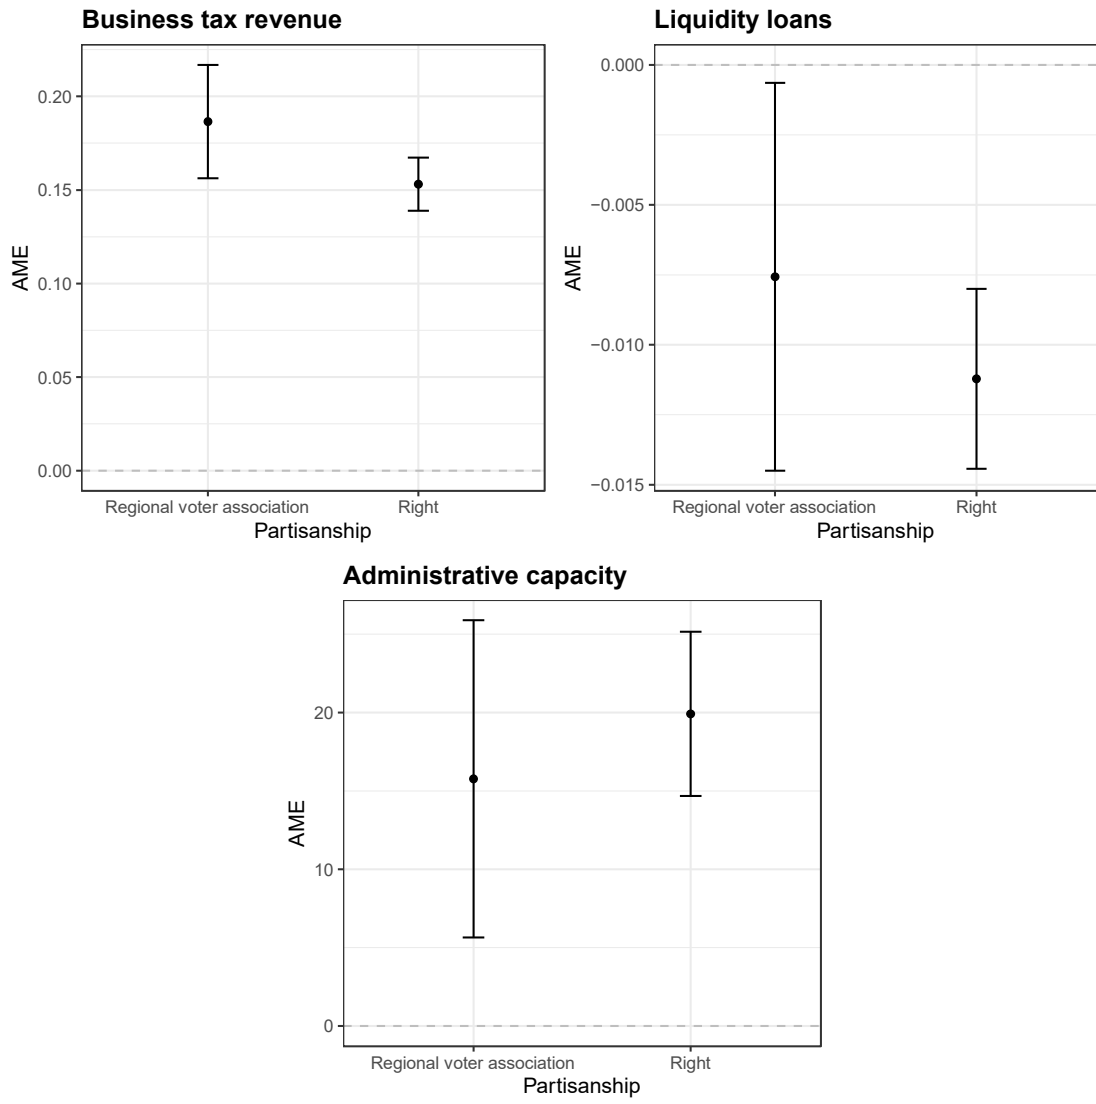 Business tax revenue
0.20
0.15
0.10
0.05
0.00
AME
Regional voter association
Right
Partisanship
Liquidity loans
0.000
−0.005
−0.010
−0.015
AME
Regional voter association
Right
Partisanship
Administrative capacity
20
10
0
AME
Regional voter association
Right
Partisanship